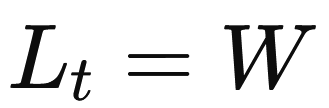 L_t = W